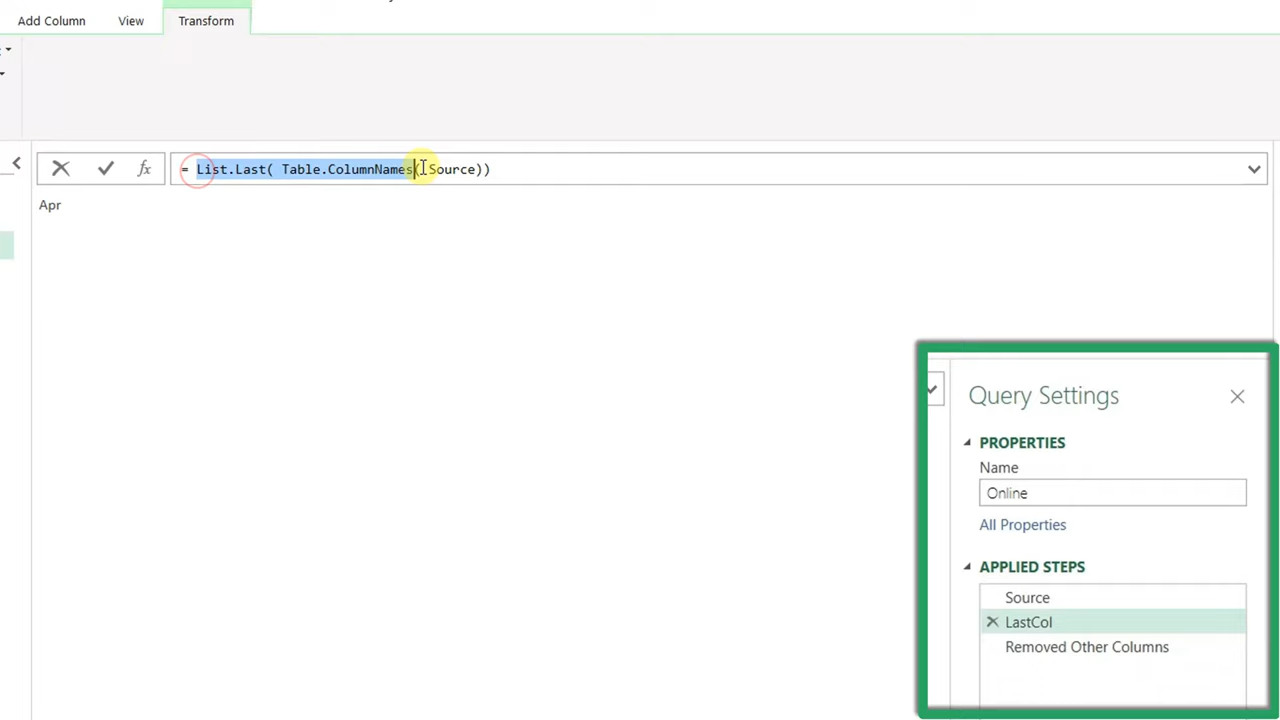 Add Column View Transform
fx = List.Last( Table.ColumnNames( Source))
Apr
Query Settings
PROPERTIES
Name
Online
All Properties
APPLIED STEPS
Source
LastCol
Removed Other Columns